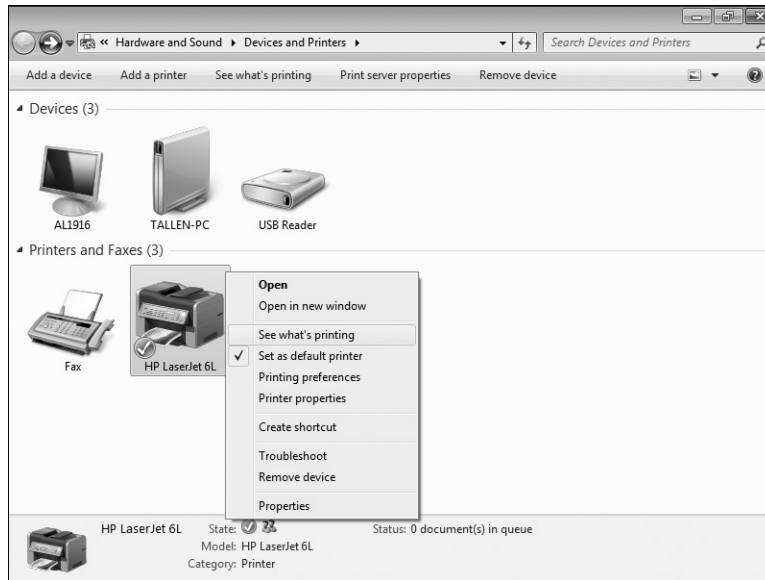 « Hardware and Sound ▸ Devices and Printers ▸
Search Devices and Printers
Add a device Add a printer See what's printing Print server properties Remove device
Devices (3)
AL1916 TALLEN-PC USB Reader
Printers and Faxes (3)
Fax HP LaserJet 6L
Open
Open in new window
See what's printing
✓ Set as default printer
Printing preferences
Printer properties
Create shortcut
Troubleshoot
Remove device
Properties
HP LaserJet 6L State: Status: 0 document(s) in queue
Model: HP LaserJet 6L
Category: Printer